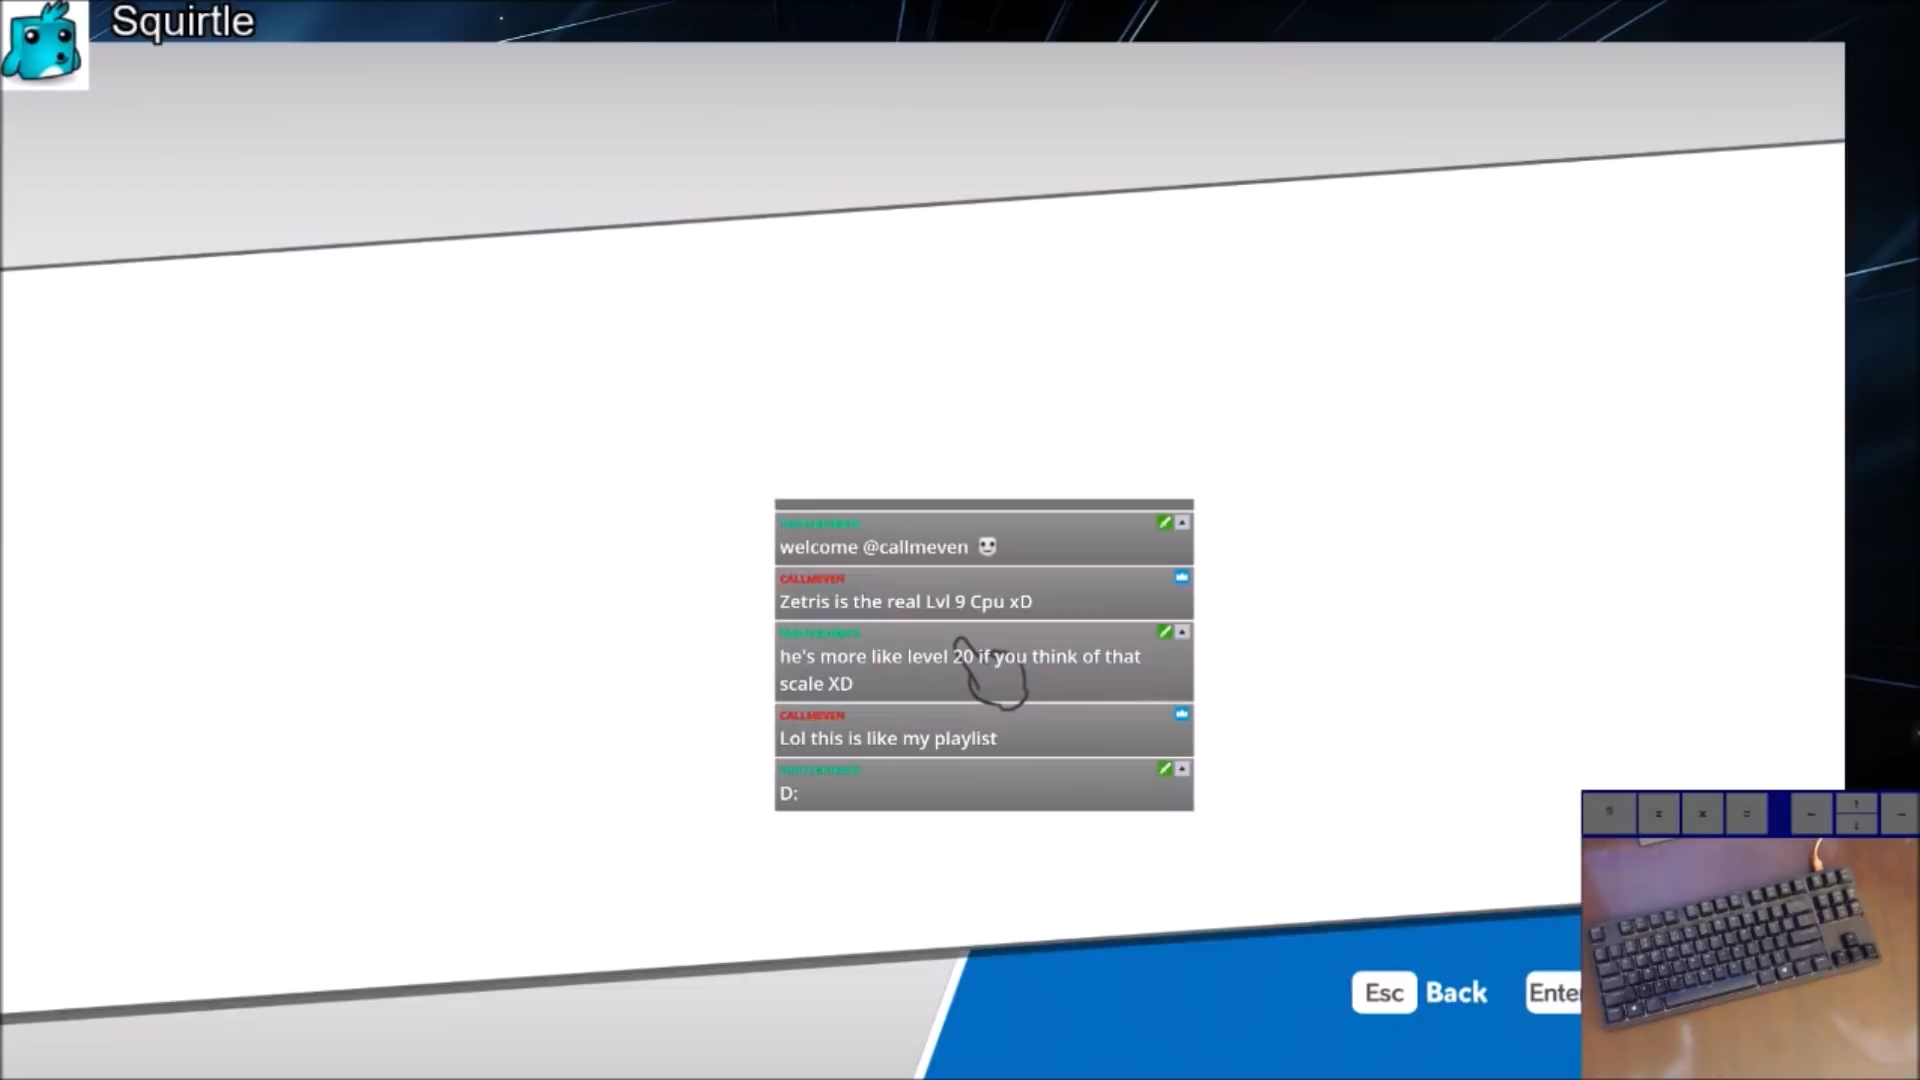 Squirtle
welcome @callmeven
CALLMEVEN
Zetris is the real Lvl 9 Cpu xD
he's more like level 20 if you think of that
scale XD
CALLMEVEN
Lol this is like my playlist
D:
z x c ← ↑ ↓
Esc Back Enter